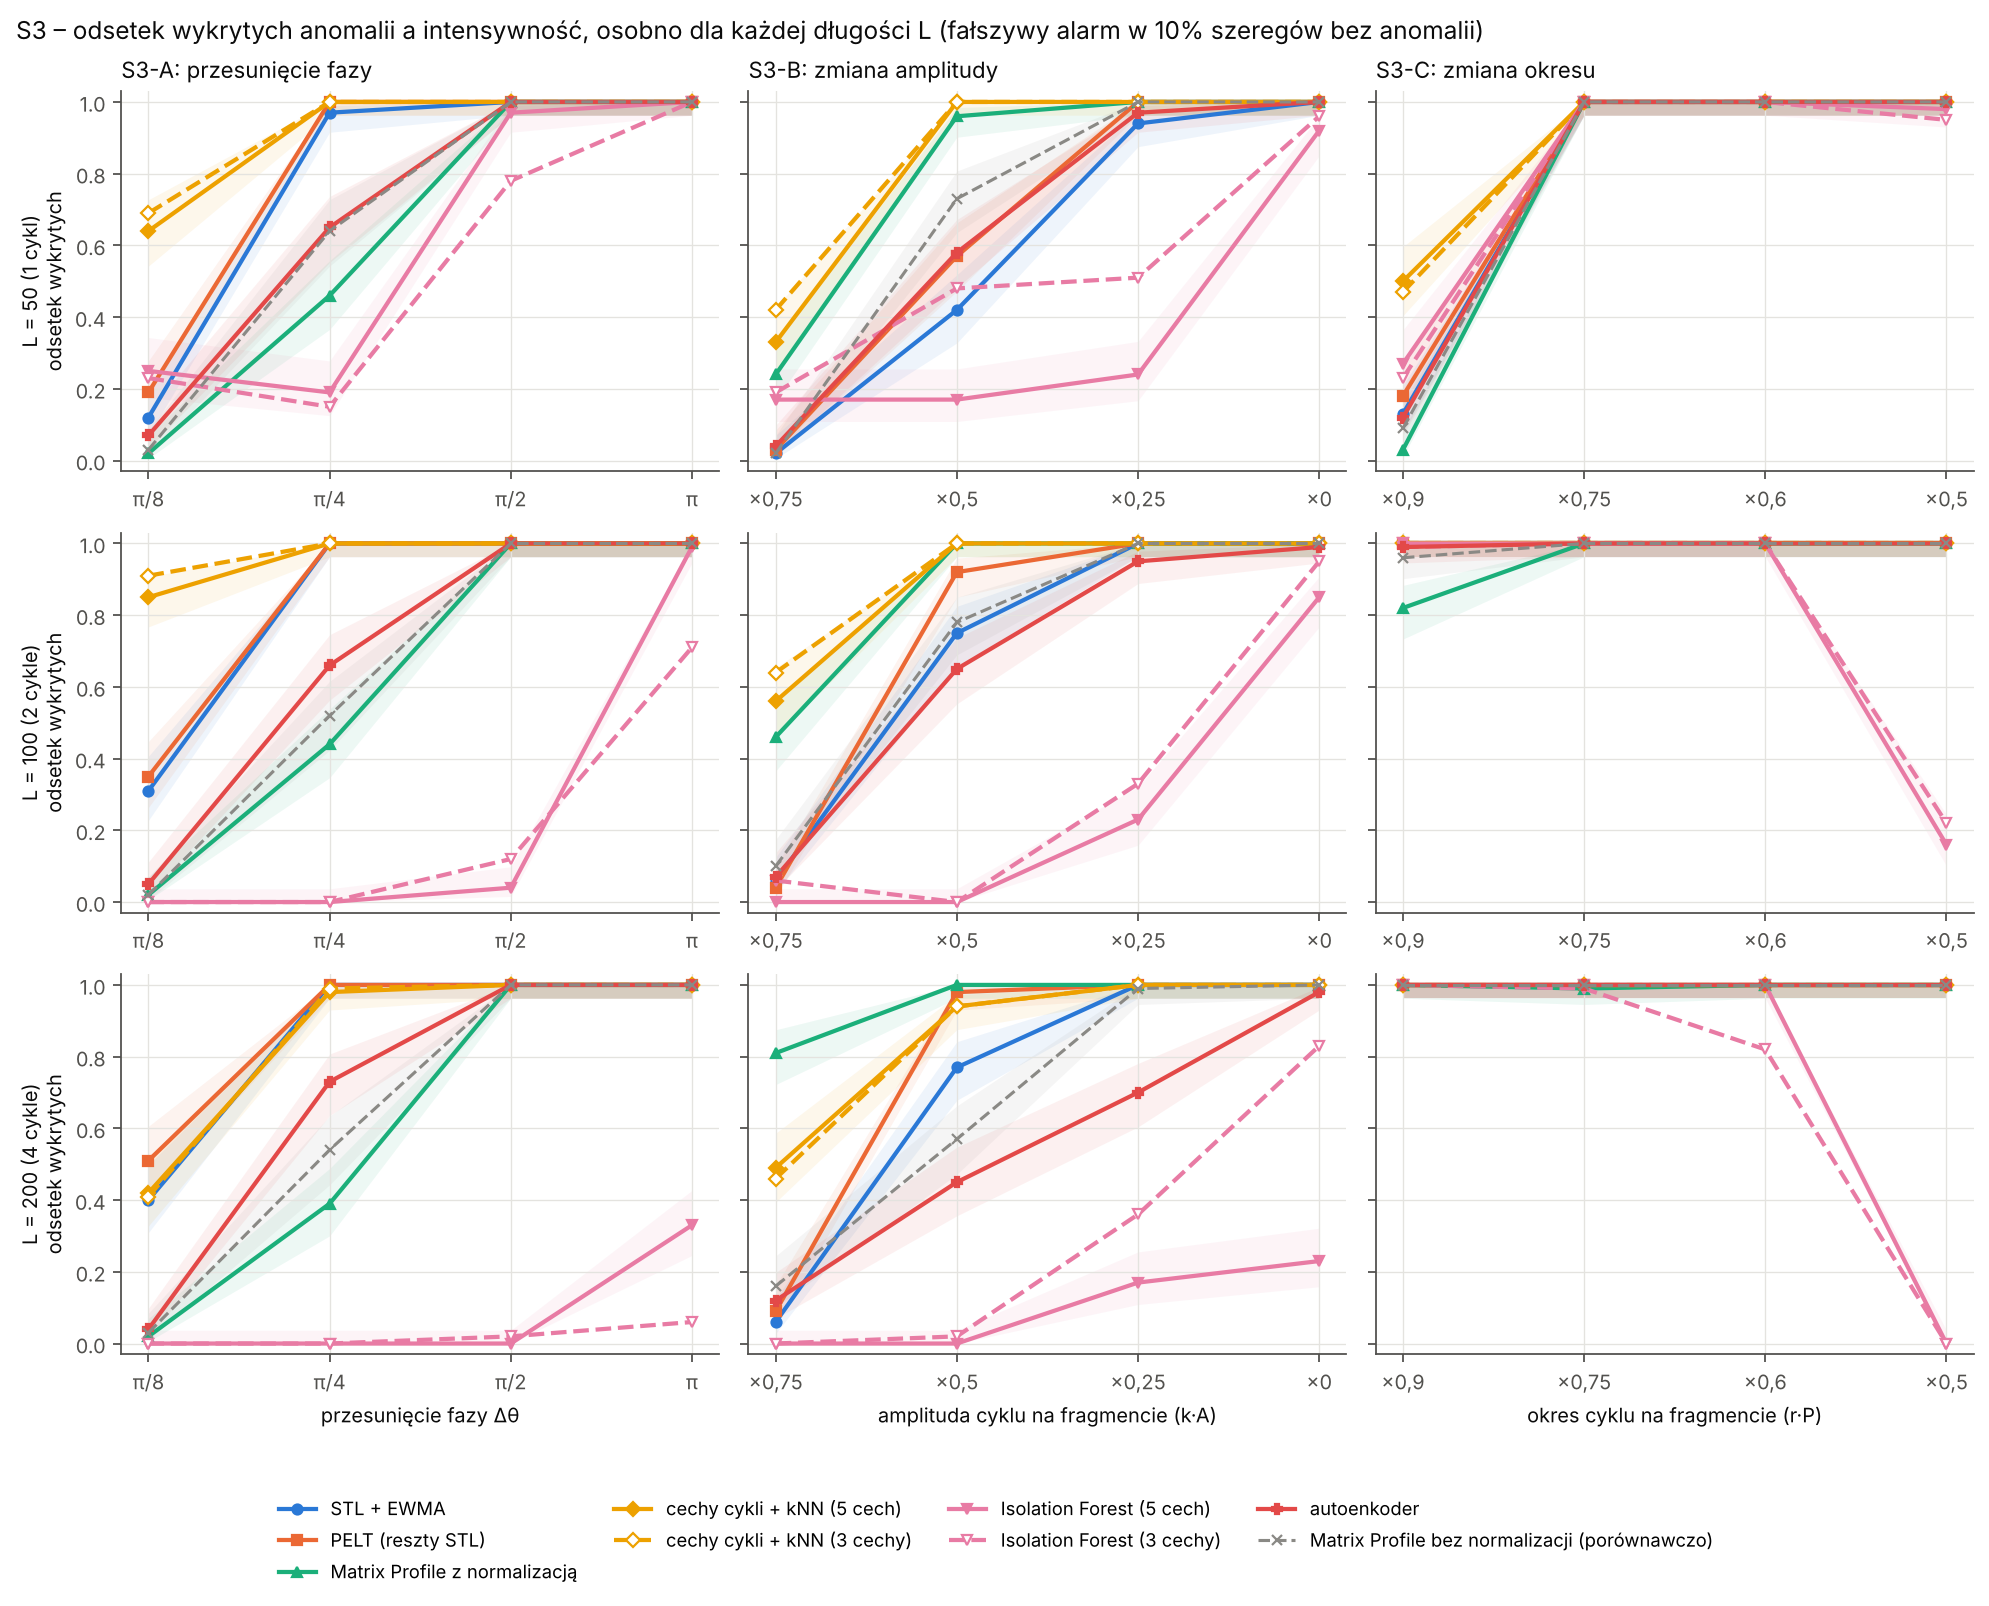 S3 – odsetek wykrytych anomalii a intensywność, osobno dla każdej długości L (fałszywy alarm w 10% szeregów bez anomalii)
S3-A: przesunięcie fazy
S3-B: zmiana amplitudy
S3-C: zmiana okresu
L = 50 (1 cykl)
odsetek wykrytych
1.0
0.8
0.6
0.4
0.2
0.0
π/8 π/4 π/2 π
×0,75 ×0,5 ×0,25 ×0
×0,9 ×0,75 ×0,6 ×0,5
L = 100 (2 cykle)
odsetek wykrytych
1.0
0.8
0.6
0.4
0.2
0.0
π/8 π/4 π/2 π
×0,75 ×0,5 ×0,25 ×0
×0,9 ×0,75 ×0,6 ×0,5
L = 200 (4 cykle)
odsetek wykrytych
1.0
0.8
0.6
0.4
0.2
0.0
π/8 π/4 π/2 π
×0,75 ×0,5 ×0,25 ×0
×0,9 ×0,75 ×0,6 ×0,5
przesunięcie fazy Δθ
amplituda cyklu na fragmencie (k·A)
okres cyklu na fragmencie (r·P)
STL + EWMA
PELT (reszty STL)
Matrix Profile z normalizacją
cechy cykli + kNN (5 cech)
cechy cykli + kNN (3 cechy)
Isolation Forest (5 cech)
Isolation Forest (3 cechy)
autoenkoder
Matrix Profile bez normalizacji (porównawczo)